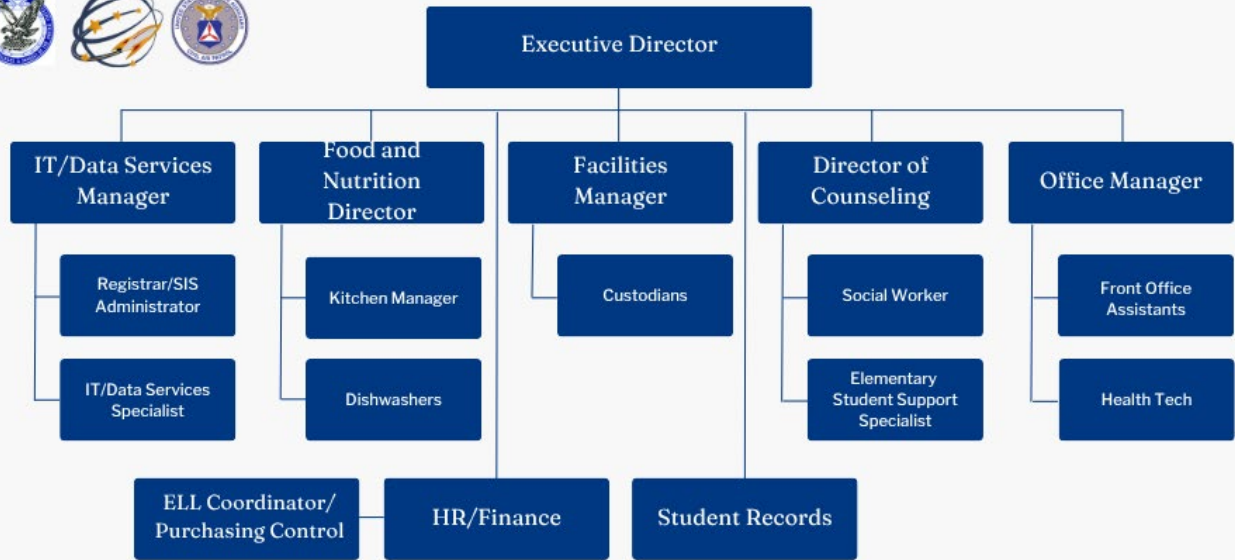 Executive Director
IT/Data Services
Manager
Food and
Nutrition
Director
Facilities
Manager
Director of
Counseling
Office Manager
Registrar/SIS
Administrator
Kitchen Manager
Custodians
Social Worker
Front Office
Assistants
IT/Data Services
Specialist
Dishwashers
Elementary
Student Support
Specialist
Health Tech
ELL Coordinator/
Purchasing Control
HR/Finance
Student Records